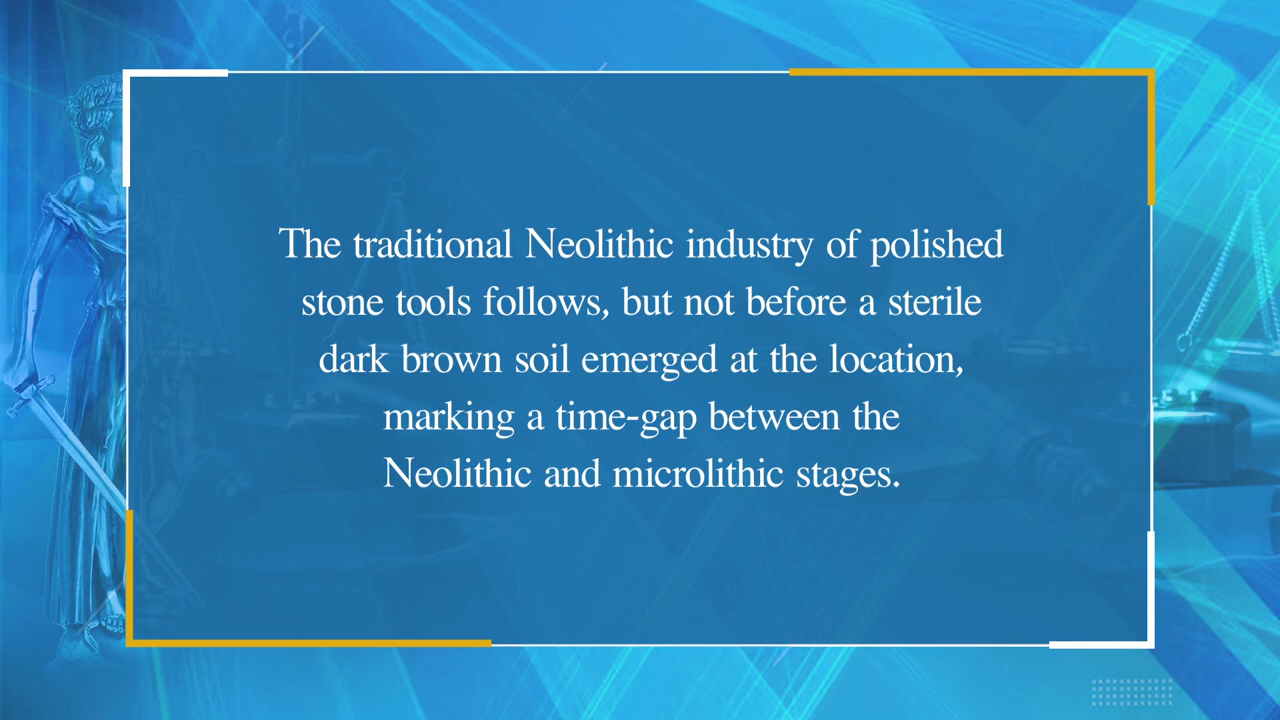 The traditional Neolithic industry of polished
stone tools follows, but not before a sterile
dark brown soil emerged at the location,
marking a time-gap between the
Neolithic and microlithic stages.